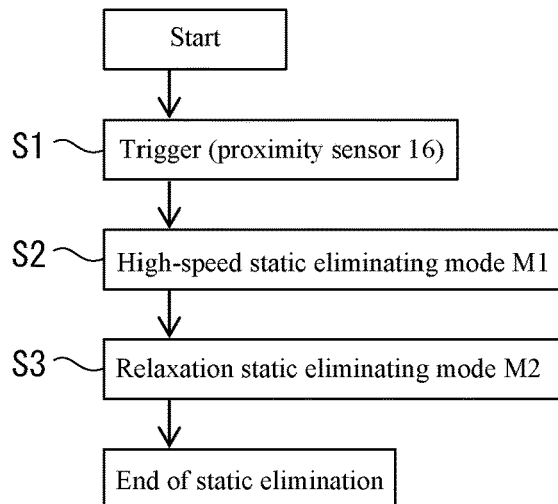 Start
S1 Trigger (proximity sensor 16)
S2 High-speed static eliminating mode M1
S3 Relaxation static eliminating mode M2
End of static elimination